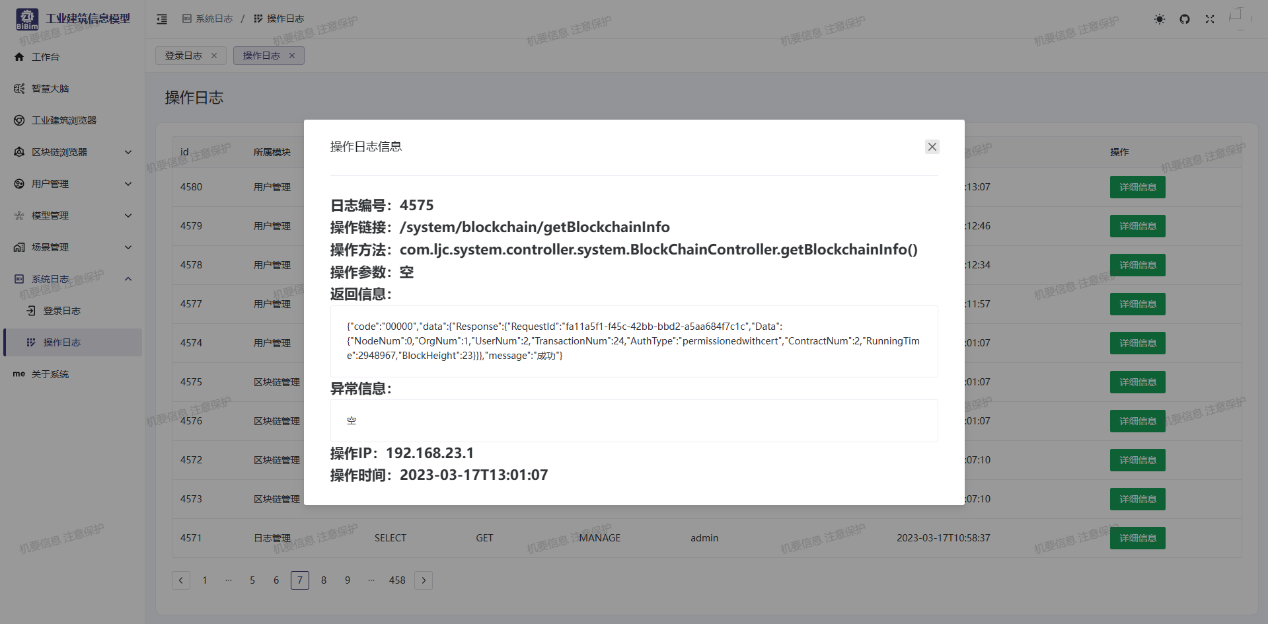 BIBim 工业建筑信息模型
系统日志 / 操作日志
工作台
智慧大脑
工业建筑浏览器
区块链浏览器
用户管理
模型管理
场景管理
系统日志
登录日志
操作日志
me 关于系统
登录日志 × 操作日志 ×
操作日志
id 所属模块 操作
4580 用户管理 :13:07 详细信息
4579 用户管理 :12:46 详细信息
4578 用户管理 :12:34 详细信息
4577 用户管理 :11:57 详细信息
4574 用户管理 :01:07 详细信息
4575 区块链管理 :01:07 详细信息
4576 区块链管理 :01:07 详细信息
4572 区块链管理 :07:10 详细信息
4573 区块链管理 :07:10 详细信息
4571 日志管理 SELECT GET MANAGE admin 2023-03-17T10:58:37 详细信息
1 ··· 5 6 7 8 9 ··· 458
操作日志信息
日志编号：4575
操作链接：/system/blockchain/getBlockchainInfo
操作方法：com.ljc.system.controller.system.BlockChainController.getBlockchainInfo()
操作参数：空
返回信息：
{"code":"00000","data":{"Response":{"RequestId":"fa11a5f1-f45c-42bb-bbd2-a5aa684f7c1c","Data":
{"NodeNum":0,"OrgNum":1,"UserNum":2,"TransactionNum":24,"AuthType":"permissionedwithcert","ContractNum":2,"RunningTim
e":2948967,"BlockHeight":23}}},"message":"成功"}
异常信息：
空
操作IP：192.168.23.1
操作时间：2023-03-17T13:01:07
机要信息 注意保护